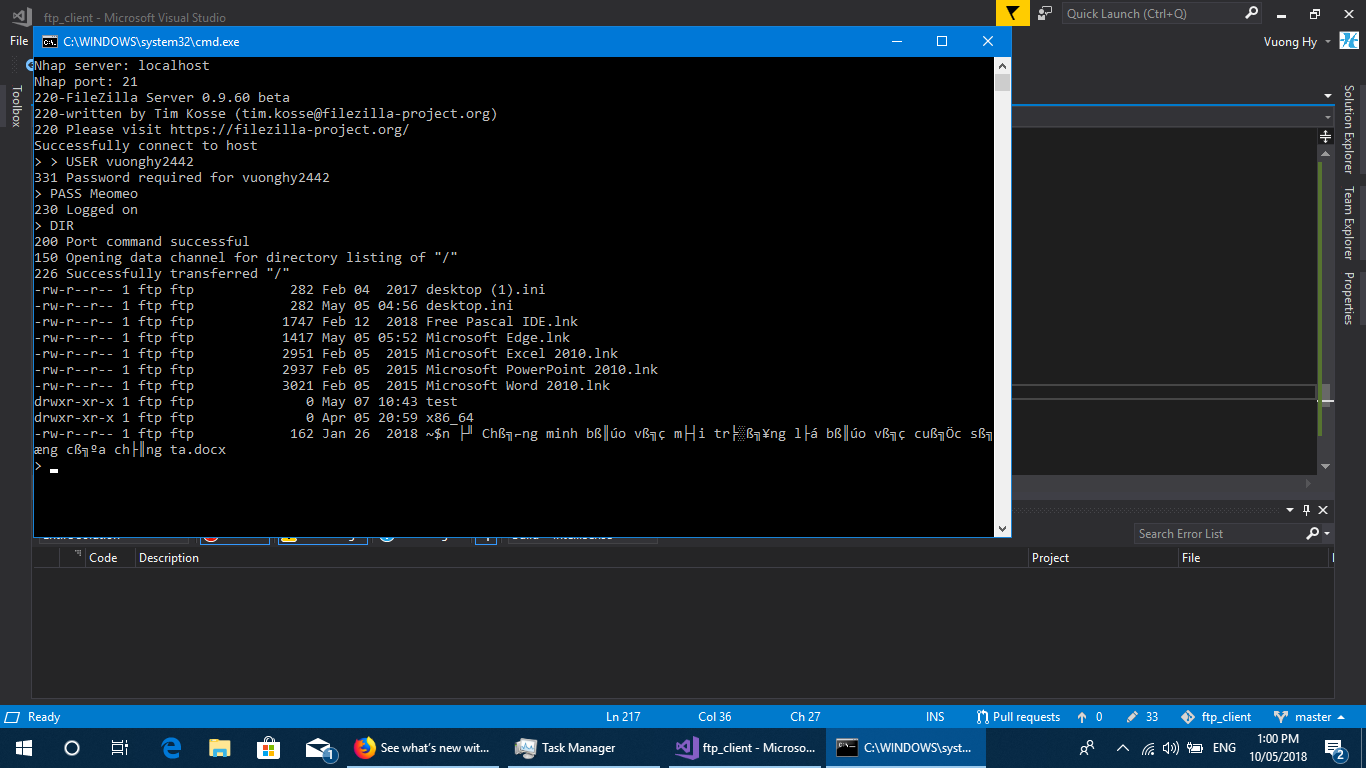 ftp_client - Microsoft Visual Studio
Quick Launch (Ctrl+Q)
File
Vuong Hy
C:\WINDOWS\system32\cmd.exe
Toolbox
Solution Explorer
Team Explorer
Properties
Nhap server: localhost
Nhap port: 21
220-FileZilla Server 0.9.60 beta
220-written by Tim Kosse (tim.kosse@filezilla-project.org)
220 Please visit https://filezilla-project.org/
Successfully connect to host
> > USER vuonghy2442
331 Password required for vuonghy2442
> PASS Meomeo
230 Logged on
> DIR
200 Port command successful
150 Opening data channel for directory listing of "/"
226 Successfully transferred "/"
-rw-r--r-- 1 ftp ftp            282 Feb 04  2017 desktop (1).ini
-rw-r--r-- 1 ftp ftp            282 May 05 04:56 desktop.ini
-rw-r--r-- 1 ftp ftp           1747 Feb 12  2018 Free Pascal IDE.lnk
-rw-r--r-- 1 ftp ftp           1417 May 05 05:52 Microsoft Edge.lnk
-rw-r--r-- 1 ftp ftp           2951 Feb 05  2015 Microsoft Excel 2010.lnk
-rw-r--r-- 1 ftp ftp           2937 Feb 05  2015 Microsoft PowerPoint 2010.lnk
-rw-r--r-- 1 ftp ftp           3021 Feb 05  2015 Microsoft Word 2010.lnk
drwxr-xr-x 1 ftp ftp              0 May 07 10:43 test
drwxr-xr-x 1 ftp ftp              0 Apr 05 20:59 x86_64
-rw-r--r-- 1 ftp ftp            162 Jan 26  2018 ~$n ├╜ Chß╗⌐ng minh bß║úo vß╗ç m├┤i tr╞░ß╗¥ng l├á bß║úo vß╗ç cuß╗Öc sß╗
æng cß╗ºa ch├║ng ta.docx
>
Search Error List
Code Description Project File
Ready Ln 217 Col 36 Ch 27 INS Pull requests 0 33 ftp_client master
See what's new wit... Task Manager ftp_client - Microso... C:\WINDOWS\syst... 1 ENG 1:00 PM 2
10/05/2018